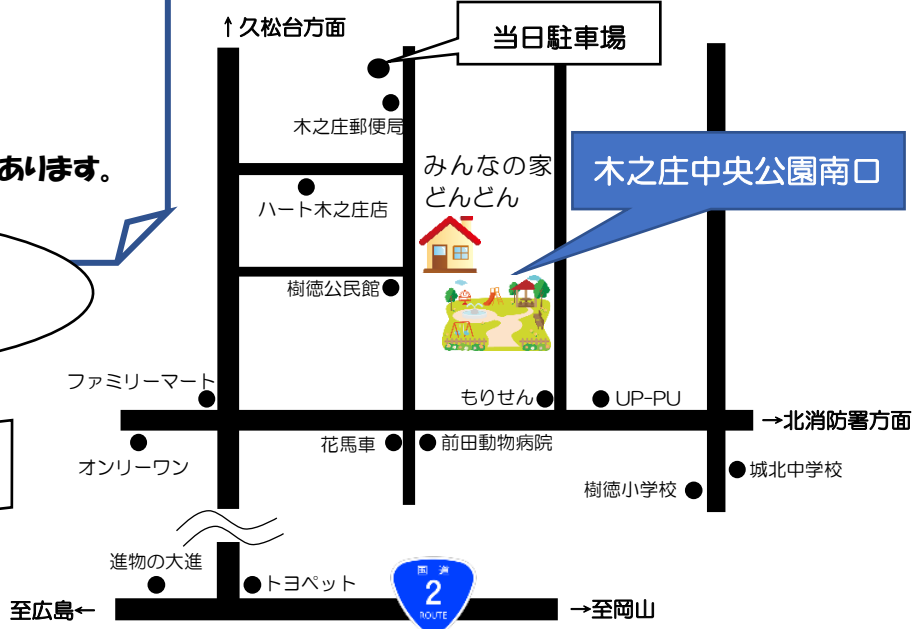 ↑久松台方面
当日駐車場
木之庄郵便局
あります。
みんなの家
どんどん
木之庄中央公園南口
ハート木之庄店
樹徳公民館
ファミリーマート
もりせん
UP-PU
→北消防署方面
オンリーワン
花馬車
前田動物病院
城北中学校
樹徳小学校
進物の大進
トヨペット
国道
2
ROUTE
至広島←
→至岡山